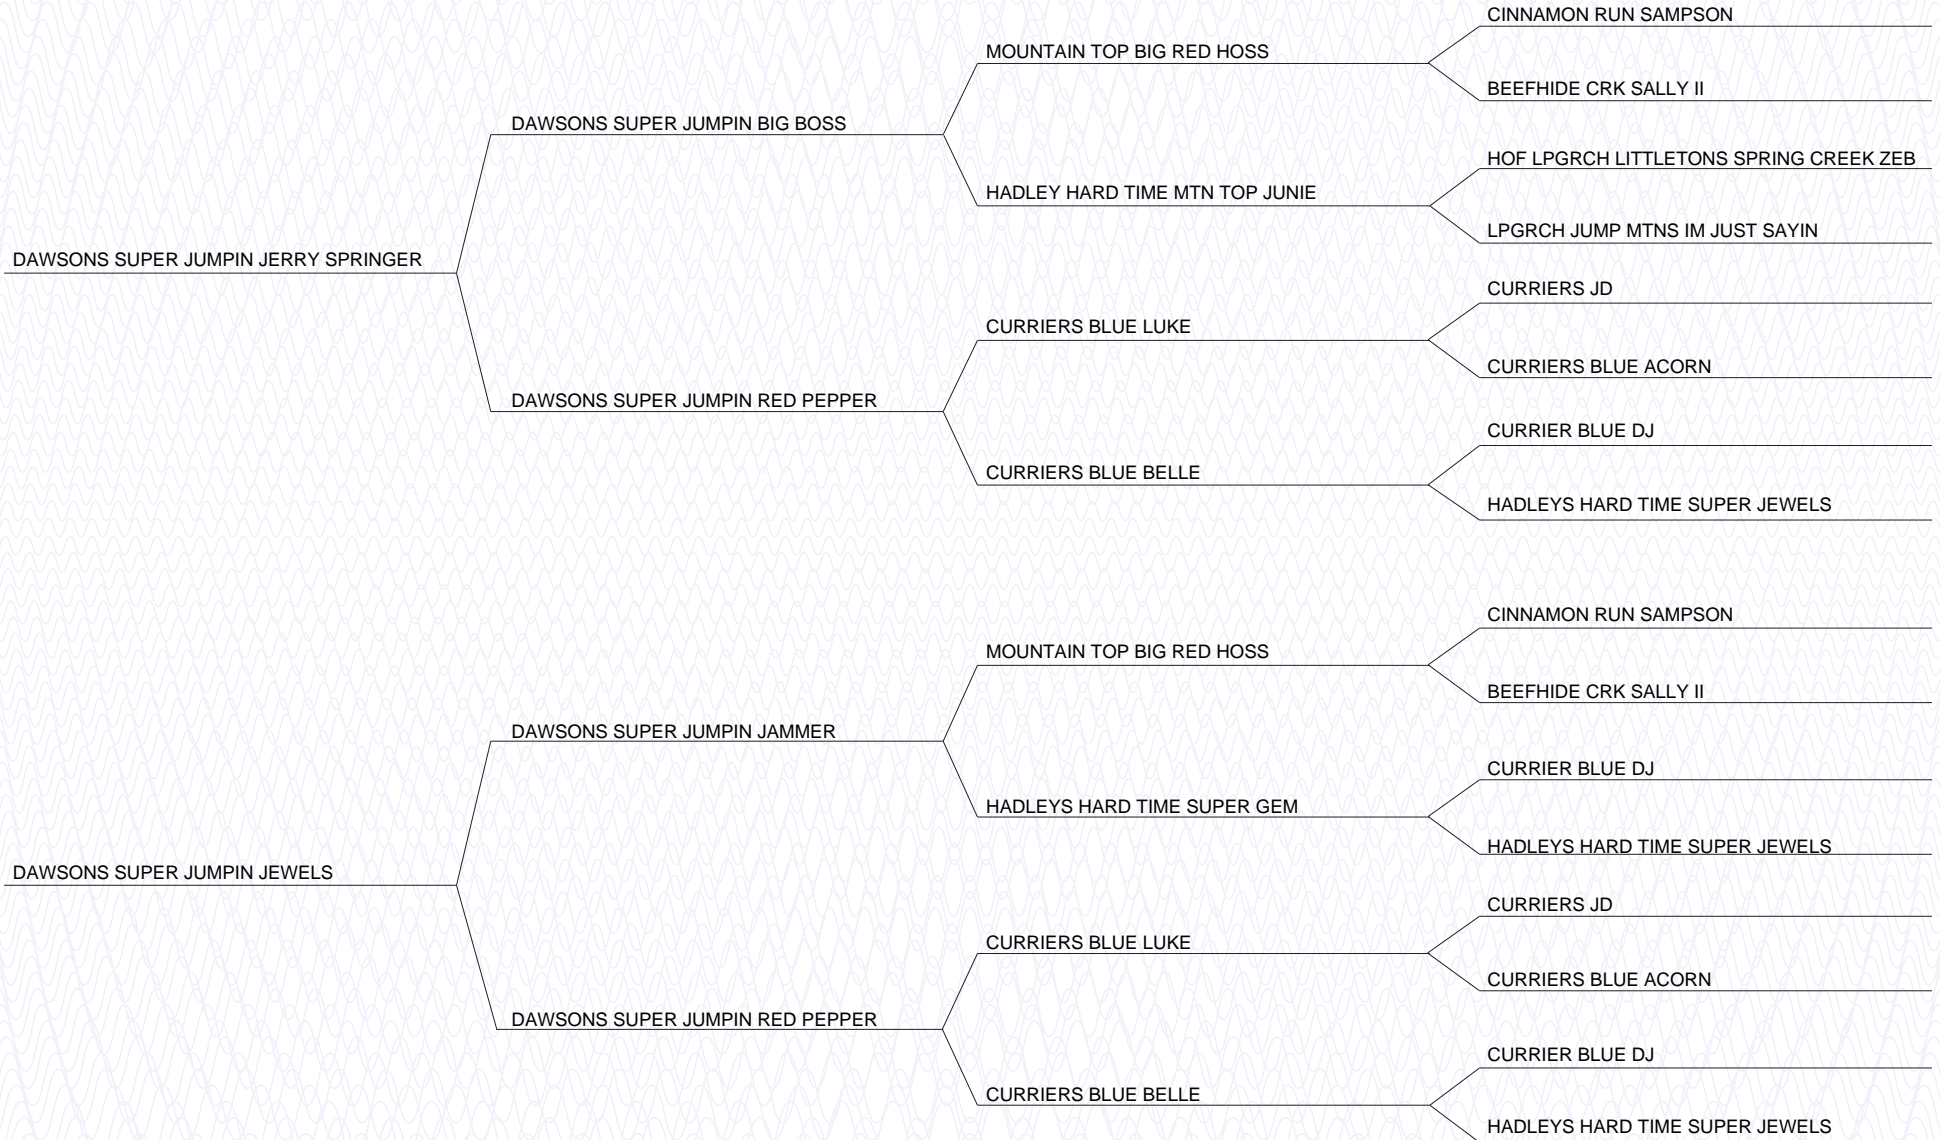 CINNAMON RUN SAMPSON
MOUNTAIN TOP BIG RED HOSS
BEEFHIDE CRK SALLY II
DAWSONS SUPER JUMPIN BIG BOSS
HOF LPGRCH LITTLETONS SPRING CREEK ZEB
HADLEY HARD TIME MTN TOP JUNIE
LPGRCH JUMP MTNS IM JUST SAYIN
DAWSONS SUPER JUMPIN JERRY SPRINGER
CURRIERS JD
CURRIERS BLUE LUKE
CURRIERS BLUE ACORN
DAWSONS SUPER JUMPIN RED PEPPER
CURRIER BLUE DJ
CURRIERS BLUE BELLE
HADLEYS HARD TIME SUPER JEWELS
CINNAMON RUN SAMPSON
MOUNTAIN TOP BIG RED HOSS
BEEFHIDE CRK SALLY II
DAWSONS SUPER JUMPIN JAMMER
CURRIER BLUE DJ
HADLEYS HARD TIME SUPER GEM
HADLEYS HARD TIME SUPER JEWELS
DAWSONS SUPER JUMPIN JEWELS
CURRIERS JD
CURRIERS BLUE LUKE
CURRIERS BLUE ACORN
DAWSONS SUPER JUMPIN RED PEPPER
CURRIER BLUE DJ
CURRIERS BLUE BELLE
HADLEYS HARD TIME SUPER JEWELS